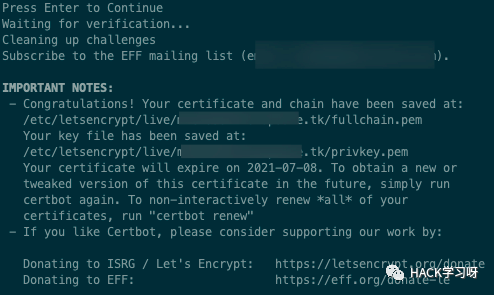 Press Enter to Continue
Waiting for verification...
Cleaning up challenges
Subscribe to the EFF mailing list (e ).
IMPORTANT NOTES:
- Congratulations! Your certificate and chain have been saved at:
/etc/letsencrypt/live/m e.tk/fullchain.pem
Your key file has been saved at:
/etc/letsencrypt/live/m e.tk/privkey.pem
Your certificate will expire on 2021-07-08. To obtain a new or
tweaked version of this certificate in the future, simply run
certbot again. To non-interactively renew *all* of your
certificates, run "certbot renew"
- If you like Certbot, please consider supporting our work by:
Donating to ISRG / Let's Encrypt: https://letsencrypt.org/donate
Donating to EFF: https://eff.org/donate-le
HACK学习呀